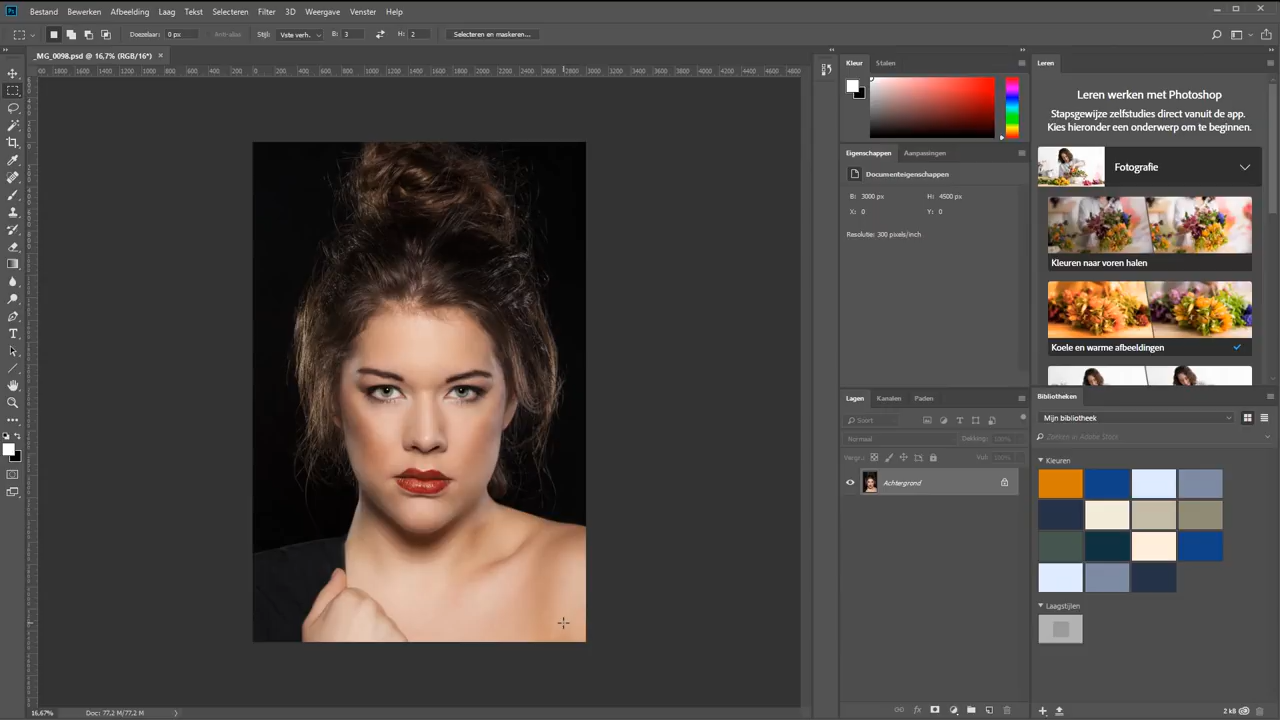 Ps Bestand Bewerken Afbeelding Laag Tekst Selecteren Filter 3D Weergave Venster Help
Doezelaar: 0 px Anti-alias Stijl: Vste verh. B: 3 H: 2 Selecteren en maskeren...
_MG_0098.psd @ 16,7% (RGB/16*) ×
Kleur Stalen
Leren
Leren werken met Photoshop
Stapsgewijze zelfstudies direct vanuit de app.
Kies hieronder een onderwerp om te beginnen.
Fotografie
Kleuren naar voren halen
Koele en warme afbeeldingen
Eigenschappen Aanpassingen
Documenteigenschappen
B: 3000 px H: 4500 px
X: 0 Y: 0
Resolutie: 300 pixels/inch
Lagen Kanalen Paden
Soort
Normaal Dekking: 100%
Vergr.: Vul: 100%
Achtergrond
fx
Bibliotheken
Mijn bibliotheek
Zoeken in Adobe Stock
Kleuren
Laagstijlen
2 kB
16,67% Doc: 77,2 M/77,2 M